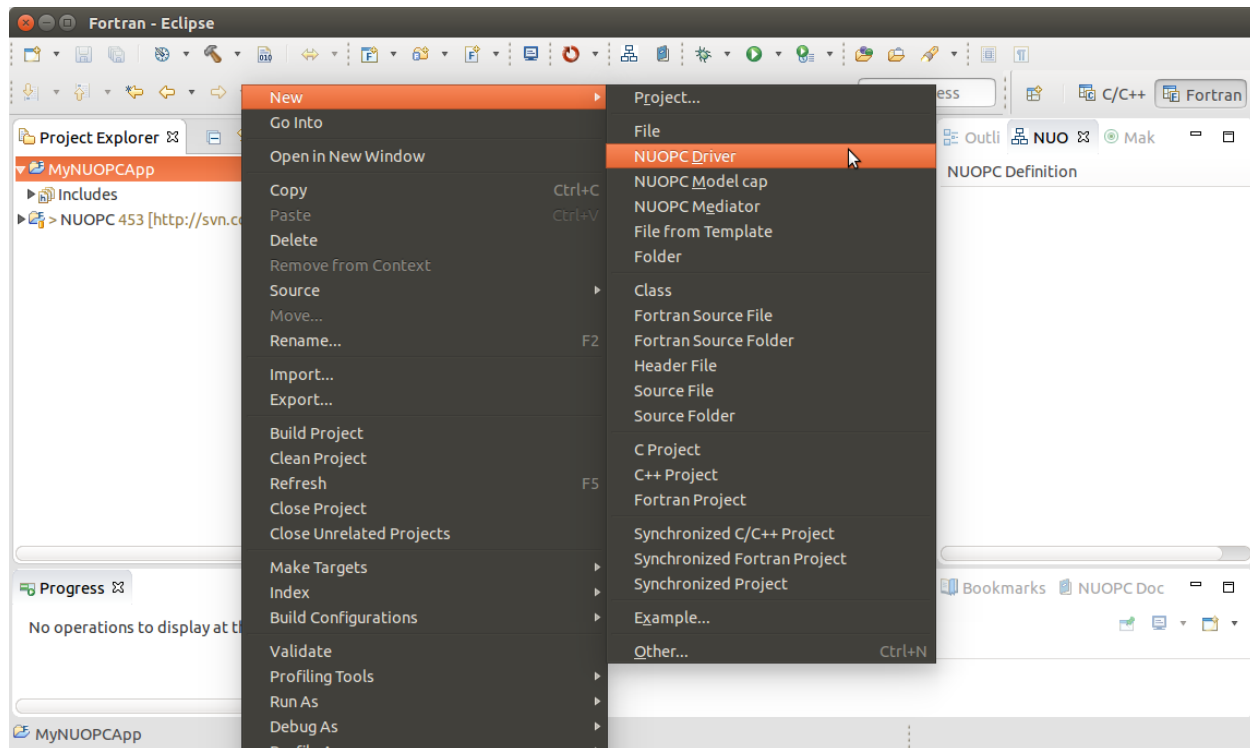 Fortran - Eclipse
ess
C/C++
Fortran
Project Explorer
MyNUOPCApp
Includes
> NUOPC 453 [http://svn.c
New
Go Into
Open in New Window
Copy Ctrl+C
Paste Ctrl+V
Delete
Remove from Context
Source
Move...
Rename... F2
Import...
Export...
Build Project
Clean Project
Refresh F5
Close Project
Close Unrelated Projects
Make Targets
Index
Build Configurations
Validate
Profiling Tools
Run As
Debug As
Project...
File
NUOPC Driver
NUOPC Model cap
NUOPC Mediator
File from Template
Folder
Class
Fortran Source File
Fortran Source Folder
Header File
Source File
Source Folder
C Project
C++ Project
Fortran Project
Synchronized C/C++ Project
Synchronized Fortran Project
Synchronized Project
Example...
Other... Ctrl+N
Outli
NUO
Mak
NUOPC Definition
Progress
No operations to display at t
Bookmarks
NUOPC Doc
MyNUOPCApp